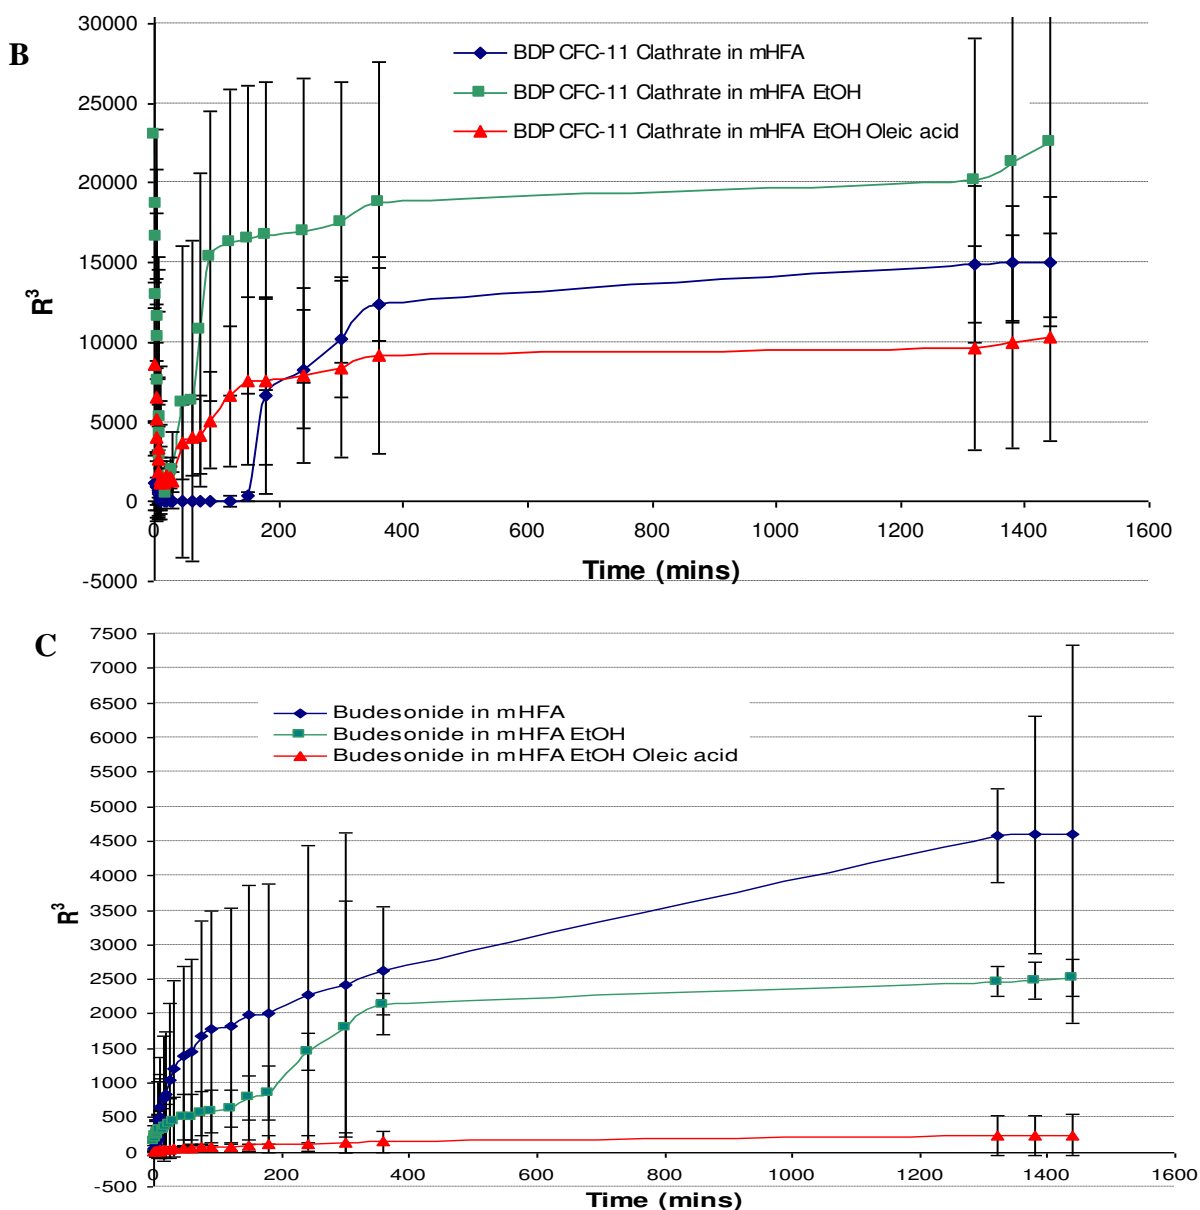 B
30000
25000
20000
15000
10000
5000
0
-5000
R³
BDP CFC-11 Clathrate in mHFA
BDP CFC-11 Clathrate in mHFA EtOH
BDP CFC-11 Clathrate in mHFA EtOH Oleic acid
0 200 400 600 800 1000 1200 1400 1600
Time (mins)
C
7500
7000
6500
6000
5500
5000
4500
4000
3500
3000
2500
2000
1500
1000
500
0
-500
R³
Budesonide in mHFA
Budesonide in mHFA EtOH
Budesonide in mHFA EtOH Oleic acid
0 200 400 600 800 1000 1200 1400 1600
Time (mins)